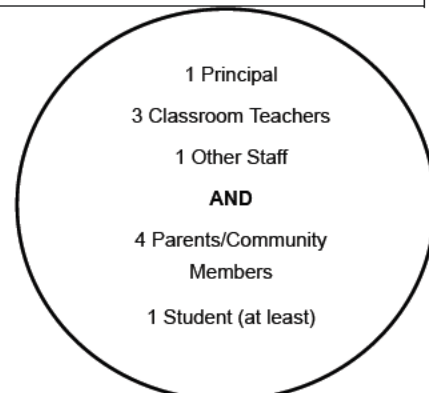 1 Principal
3 Classroom Teachers
1 Other Staff
AND
4 Parents/Community
Members
1 Student (at least)